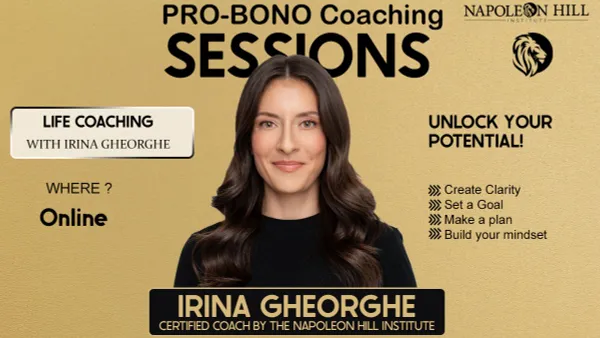 PRO-BONO Coaching
SESSIONS
NAPOLEON HILL
INSTITUTE
LIFE COACHING
WITH IRINA GHEORGHE
WHERE ?
Online
UNLOCK YOUR
POTENTIAL!
Create Clarity
Set a Goal
Make a plan
Build your mindset
IRINA GHEORGHE
CERTIFIED COACH BY THE NAPOLEON HILL INSTITUTE